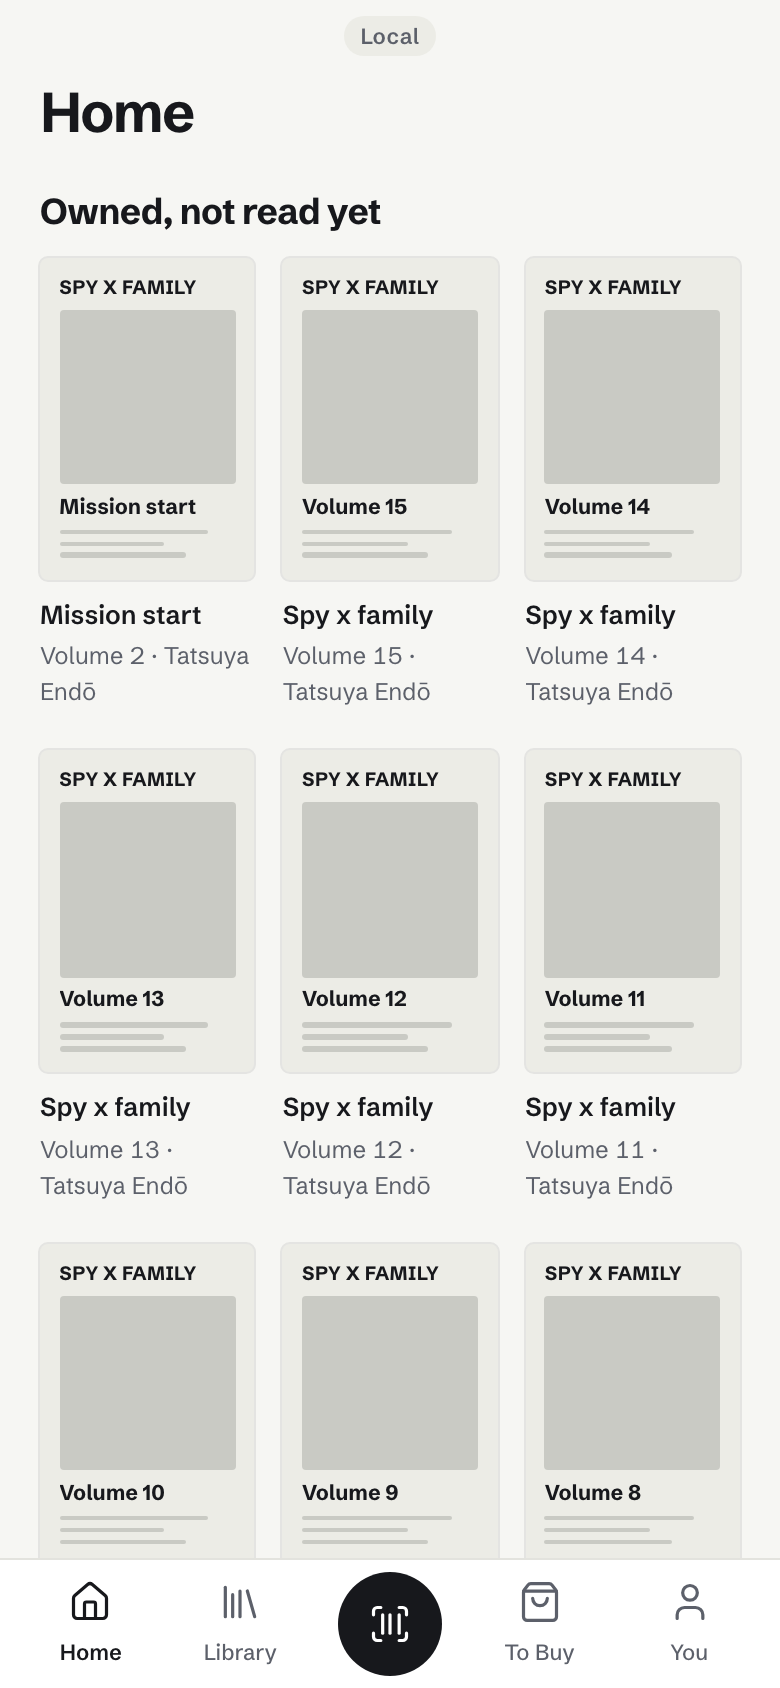 Local
Home
Owned, not read yet
SPY X FAMILY
Mission start
Mission start
Volume 2 · Tatsuya
Endō
SPY X FAMILY
Volume 15
Spy x family
Volume 15 ·
Tatsuya Endō
SPY X FAMILY
Volume 14
Spy x family
Volume 14 ·
Tatsuya Endō
SPY X FAMILY
Volume 13
Spy x family
Volume 13 ·
Tatsuya Endō
SPY X FAMILY
Volume 12
Spy x family
Volume 12 ·
Tatsuya Endō
SPY X FAMILY
Volume 11
Spy x family
Volume 11 ·
Tatsuya Endō
SPY X FAMILY
Volume 10
SPY X FAMILY
Volume 9
SPY X FAMILY
Volume 8
Home
Library
To Buy
You